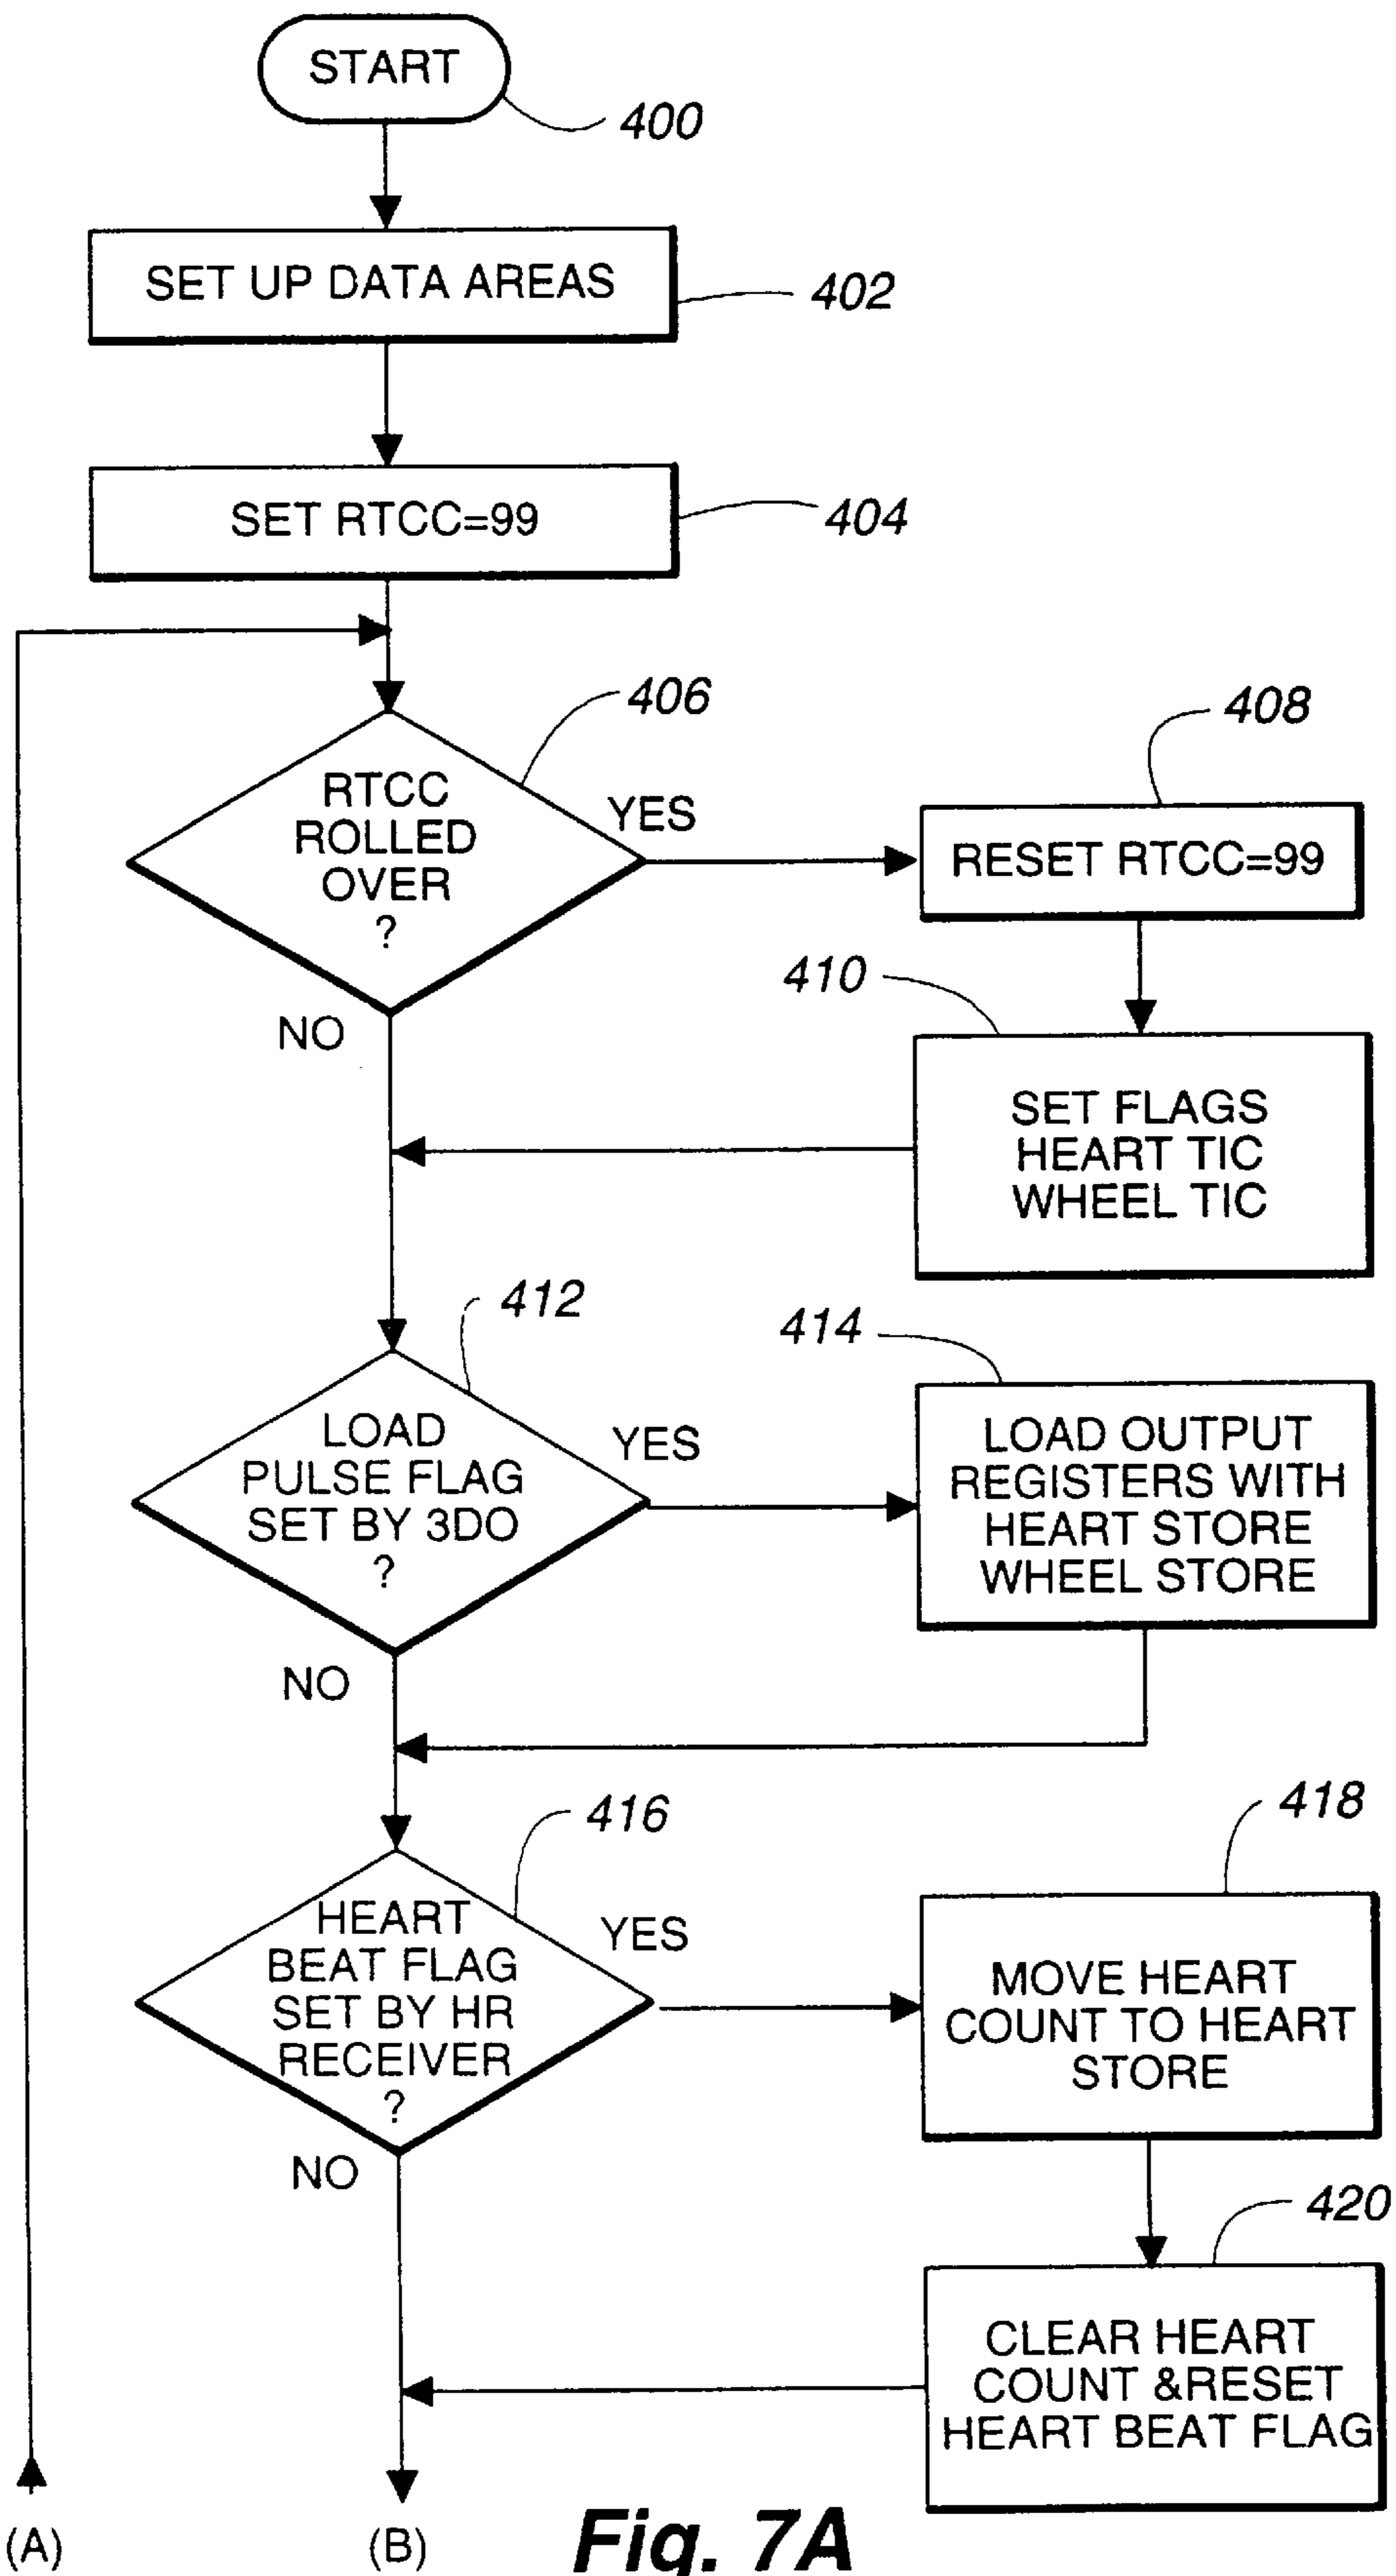 START
400
SET UP DATA AREAS
402
SET RTCC=99
404
406
RTCC
ROLLED
OVER
?
YES
NO
408
RESET RTCC=99
410
SET FLAGS
HEART TIC
WHEEL TIC
412
LOAD
PULSE FLAG
SET BY 3DO
?
YES
NO
414
LOAD OUTPUT
REGISTERS WITH
HEART STORE
WHEEL STORE
416
HEART
BEAT FLAG
SET BY HR
RECEIVER
?
YES
NO
418
MOVE HEART
COUNT TO HEART
STORE
420
CLEAR HEART
COUNT &RESET
HEART BEAT FLAG
(A)
(B)
Fig. 7A